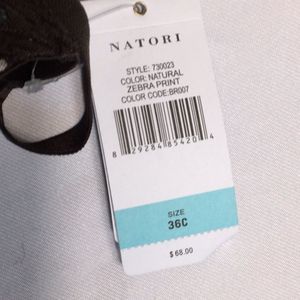 NATORI
STYLE: 730023
COLOR: NATURAL
ZEBRA PRINT
COLOR CODE:BR007
8 29284 85420 4
SIZE
36C
$ 68.00